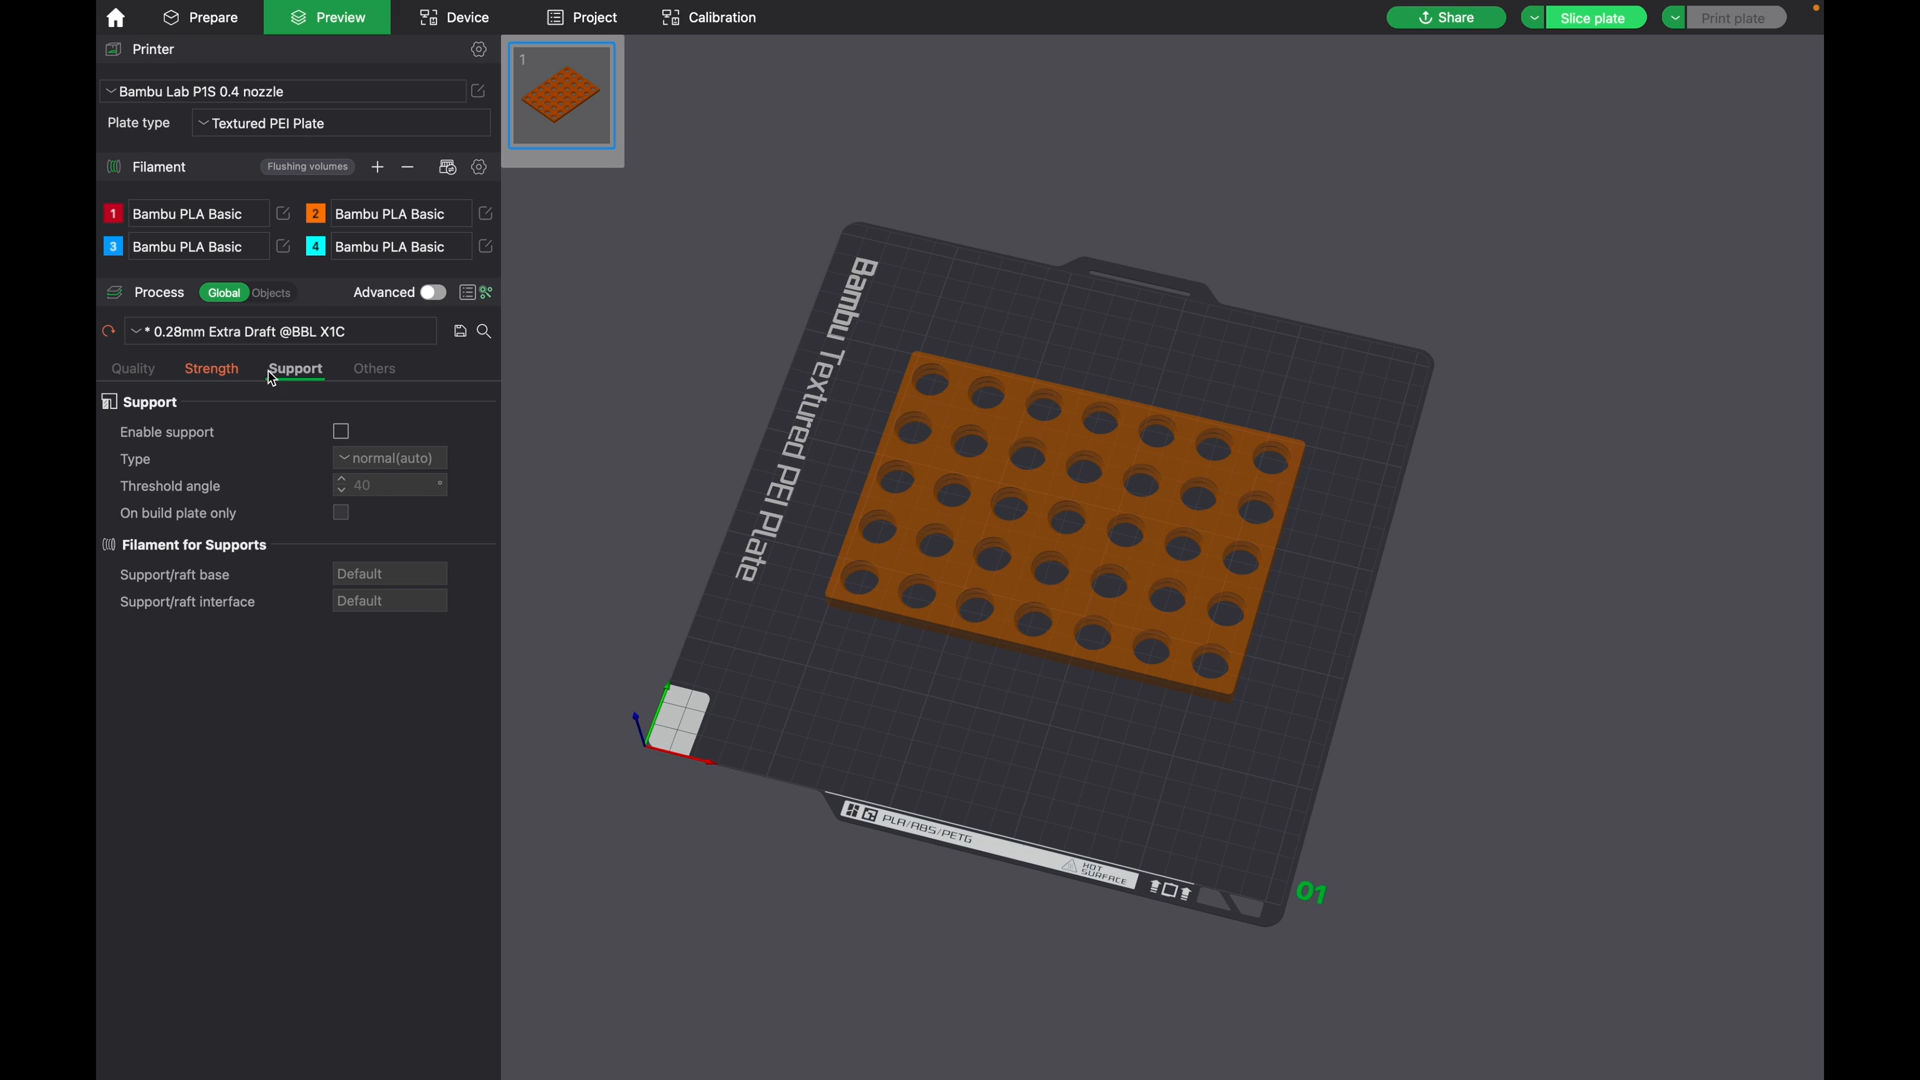 Prepare
Preview
Device
Project
Calibration
Share
Slice plate
Print plate
Printer
Bambu Lab P1S 0.4 nozzle
Plate type
Textured PEI Plate
Filament
Flushing volumes
1 Bambu PLA Basic
2 Bambu PLA Basic
3 Bambu PLA Basic
4 Bambu PLA Basic
Process
Global
Objects
Advanced
* 0.28mm Extra Draft @BBL X1C
Quality
Strength
Support
Others
Support
Enable support
Type
normal(auto)
Threshold angle
40 °
On build plate only
Filament for Supports
Support/raft base
Default
Support/raft interface
Default
1
Bambu Textured PEI Plate
PLA/ABS/PETG
HOT
SURFACE
01